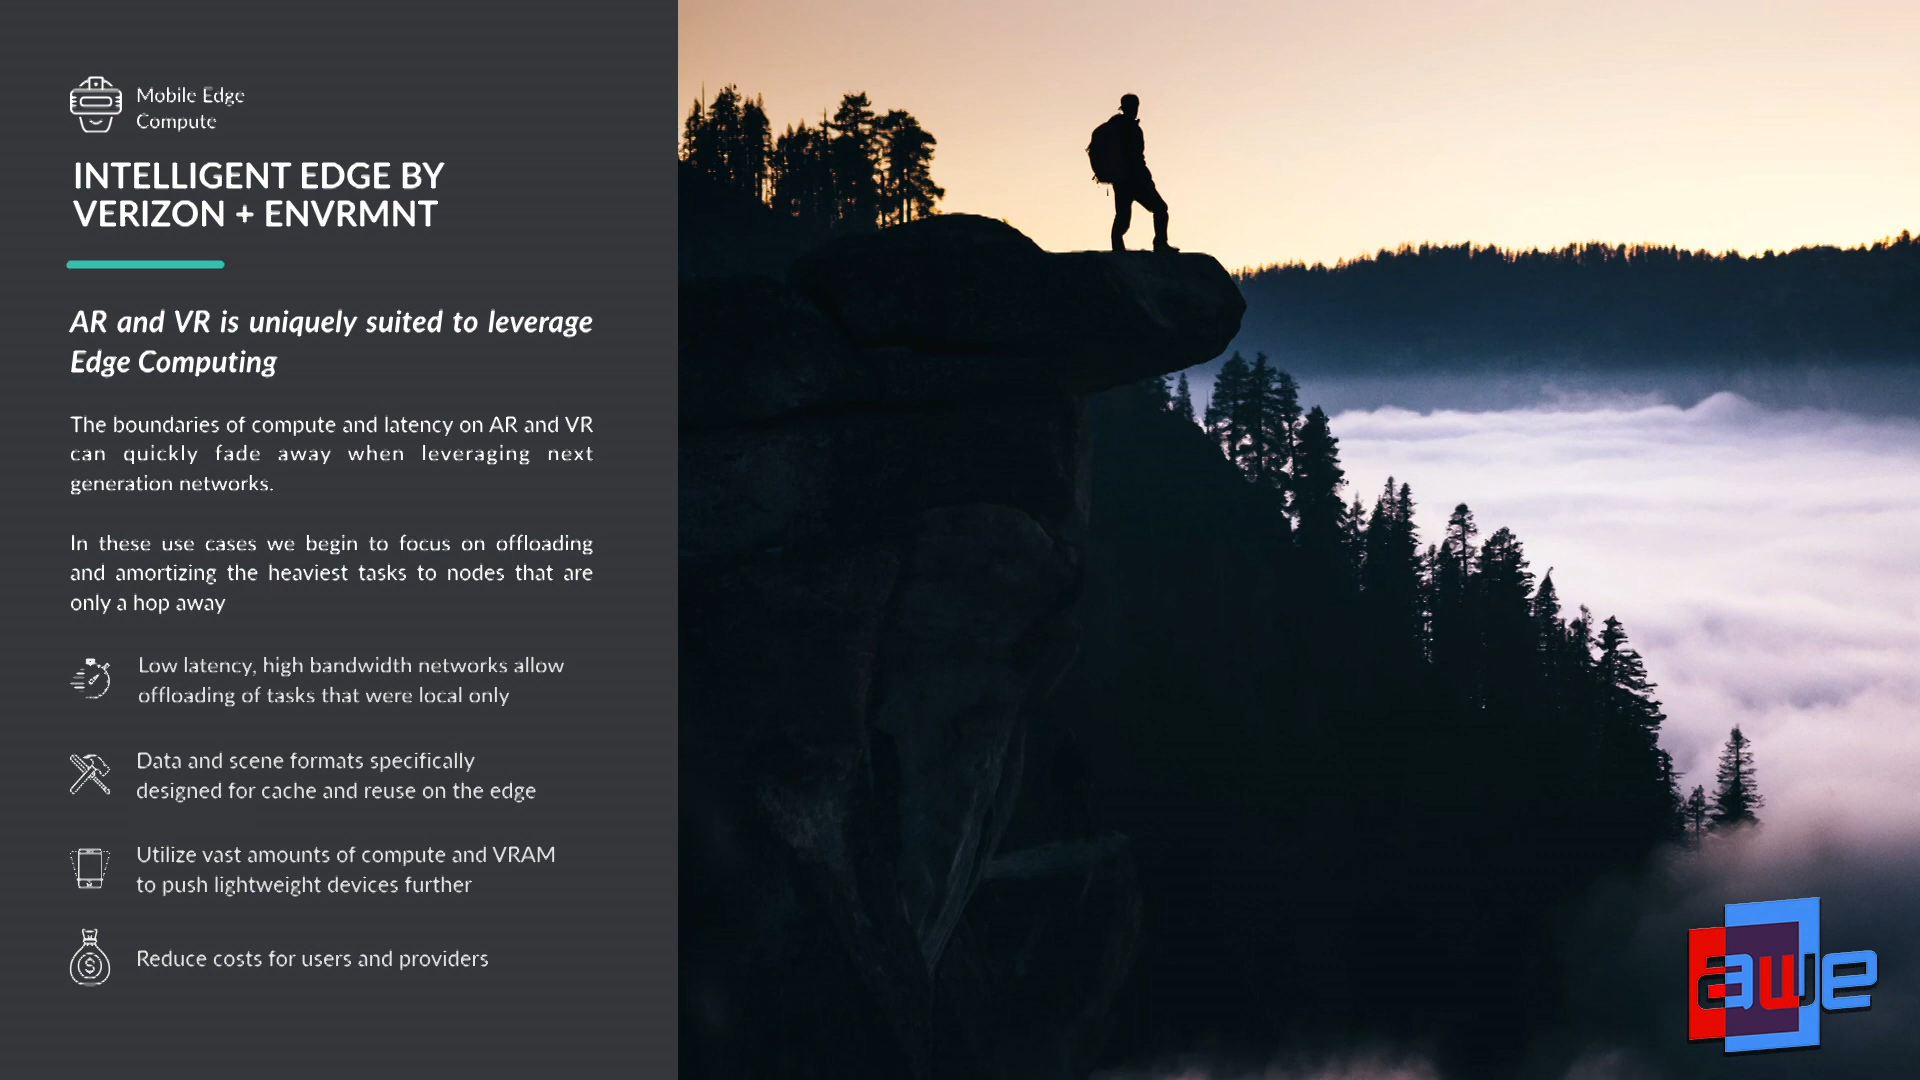 Mobile Edge
Compute
INTELLIGENT EDGE BY
VERIZON + ENVRMNT
AR and VR is uniquely suited to leverage
Edge Computing
The boundaries of compute and latency on AR and VR
can quickly fade away when leveraging next
generation networks.
In these use cases we begin to focus on offloading
and amortizing the heaviest tasks to nodes that are
only a hop away
Low latency, high bandwidth networks allow
offloading of tasks that were local only
Data and scene formats specifically
designed for cache and reuse on the edge
Utilize vast amounts of compute and VRAM
to push lightweight devices further
$
Reduce costs for users and providers
awe